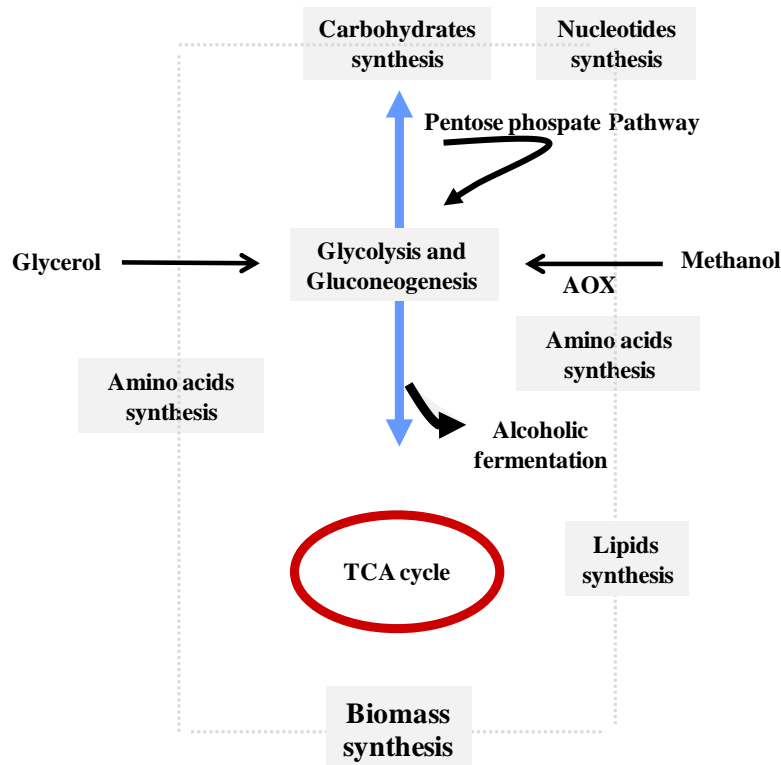 Carbohydrates
synthesis
Nucleotides
synthesis
Pentose phospate Pathway
Glycerol
Glycolysis and
Gluconeogenesis
Methanol
AOX
Amino acids
synthesis
Amino acids
synthesis
Alcoholic
fermentation
TCA cycle
Lipids
synthesis
Biomass
synthesis